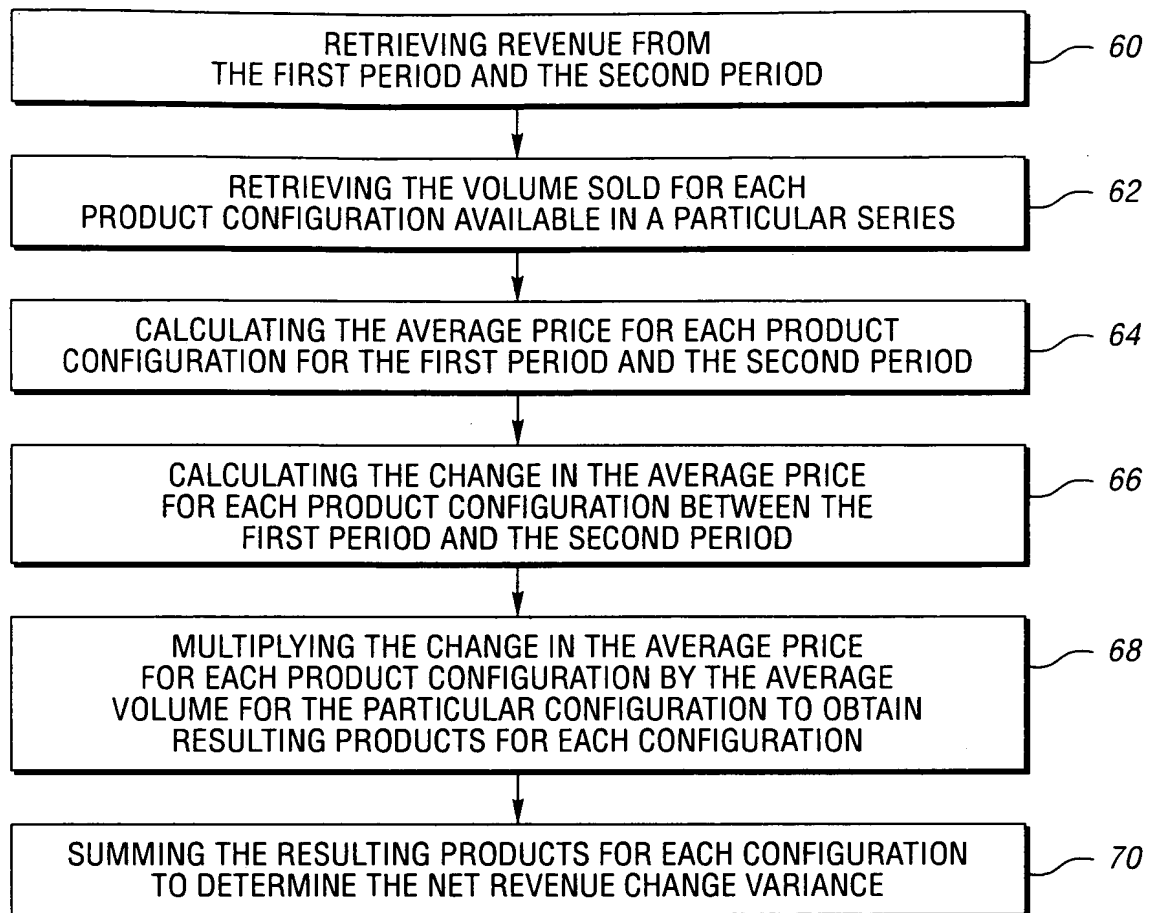 RETRIEVING REVENUE FROM
THE FIRST PERIOD AND THE SECOND PERIOD
60
RETRIEVING THE VOLUME SOLD FOR EACH
PRODUCT CONFIGURATION AVAILABLE IN A PARTICULAR SERIES
62
CALCULATING THE AVERAGE PRICE FOR EACH PRODUCT
CONFIGURATION FOR THE FIRST PERIOD AND THE SECOND PERIOD
64
CALCULATING THE CHANGE IN THE AVERAGE PRICE
FOR EACH PRODUCT CONFIGURATION BETWEEN THE
FIRST PERIOD AND THE SECOND PERIOD
66
MULTIPLYING THE CHANGE IN THE AVERAGE PRICE
FOR EACH PRODUCT CONFIGURATION BY THE AVERAGE
VOLUME FOR THE PARTICULAR CONFIGURATION TO OBTAIN
RESULTING PRODUCTS FOR EACH CONFIGURATION
68
SUMMING THE RESULTING PRODUCTS FOR EACH CONFIGURATION
TO DETERMINE THE NET REVENUE CHANGE VARIANCE
70